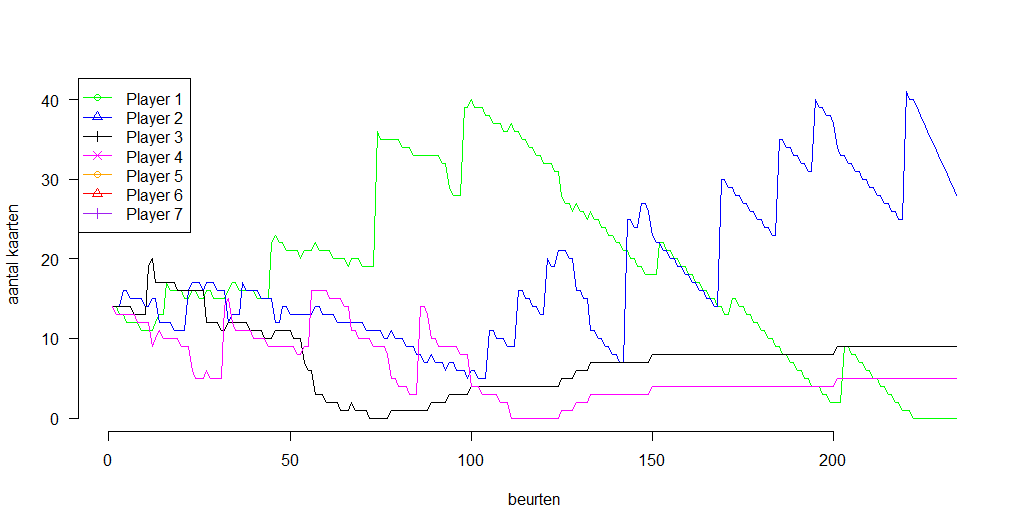 Player 1
Player 2
Player 3
Player 4
Player 5
Player 6
Player 7
40
30
20
10
0
aantal kaarten
0 50 100 150 200
beurten